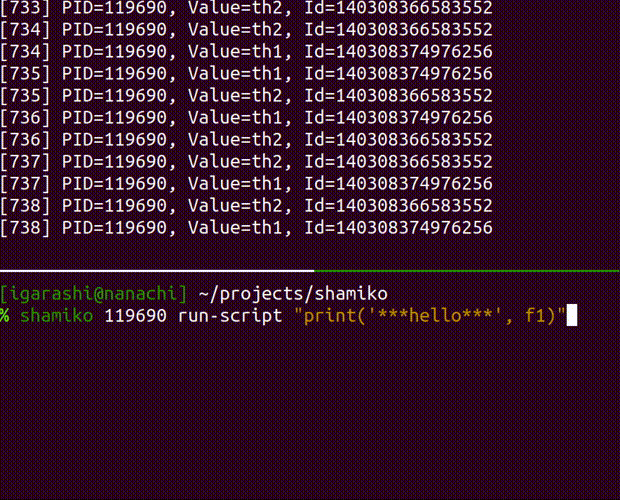 [733] PID=119690, Value=th2, Id=140308366583552
[734] PID=119690, Value=th2, Id=140308366583552
[734] PID=119690, Value=th1, Id=140308374976256
[735] PID=119690, Value=th1, Id=140308374976256
[735] PID=119690, Value=th2, Id=140308366583552
[736] PID=119690, Value=th1, Id=140308374976256
[736] PID=119690, Value=th2, Id=140308366583552
[737] PID=119690, Value=th2, Id=140308366583552
[737] PID=119690, Value=th1, Id=140308374976256
[738] PID=119690, Value=th2, Id=140308366583552
[738] PID=119690, Value=th1, Id=140308374976256
[igarashi@nanachi] ~/projects/shamiko
% shamiko 119690 run-script "print('***hello***', f1)"